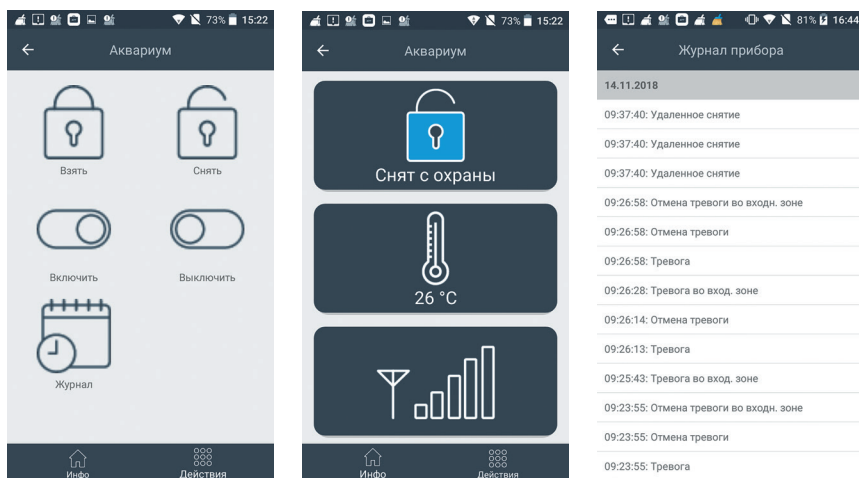 73% 15:22
Аквариум
Взять
Снять
Включить
Выключить
Журнал
Инфо
Действия
73% 15:22
Аквариум
Снят с охраны
26 °C
Инфо
Действия
81% 16:44
Журнал прибора
14.11.2018
09:37:40: Удаленное снятие
09:37:40: Удаленное снятие
09:37:40: Удаленное снятие
09:26:58: Отмена тревоги во входн. зоне
09:26:58: Отмена тревоги
09:26:58: Тревога
09:26:28: Тревога во вход. зоне
09:26:14: Отмена тревоги
09:26:13: Тревога
09:25:43: Тревога во вход. зоне
09:23:55: Отмена тревоги во входн. зоне
09:23:55: Отмена тревоги
09:23:55: Тревога